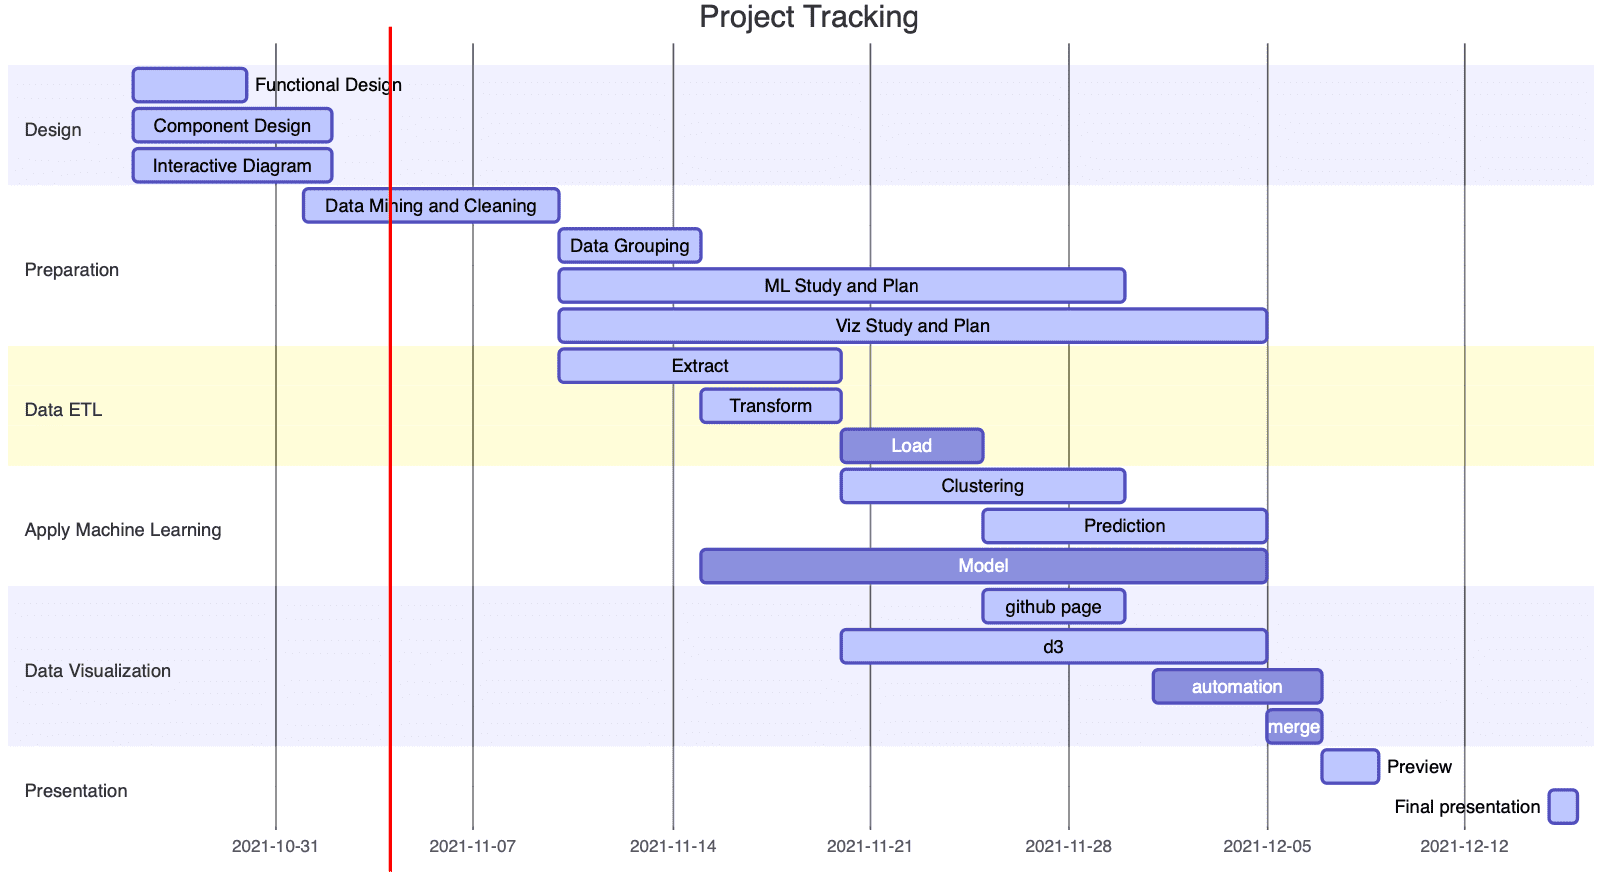 Project Tracking
Design
Functional Design
Component Design
Interactive Diagram
Preparation
Data Mining and Cleaning
Data Grouping
ML Study and Plan
Viz Study and Plan
Data ETL
Extract
Transform
Load
Apply Machine Learning
Clustering
Prediction
Model
Data Visualization
github page
d3
automation
merge
Presentation
Preview
Final presentation
2021-10-31
2021-11-07
2021-11-14
2021-11-21
2021-11-28
2021-12-05
2021-12-12